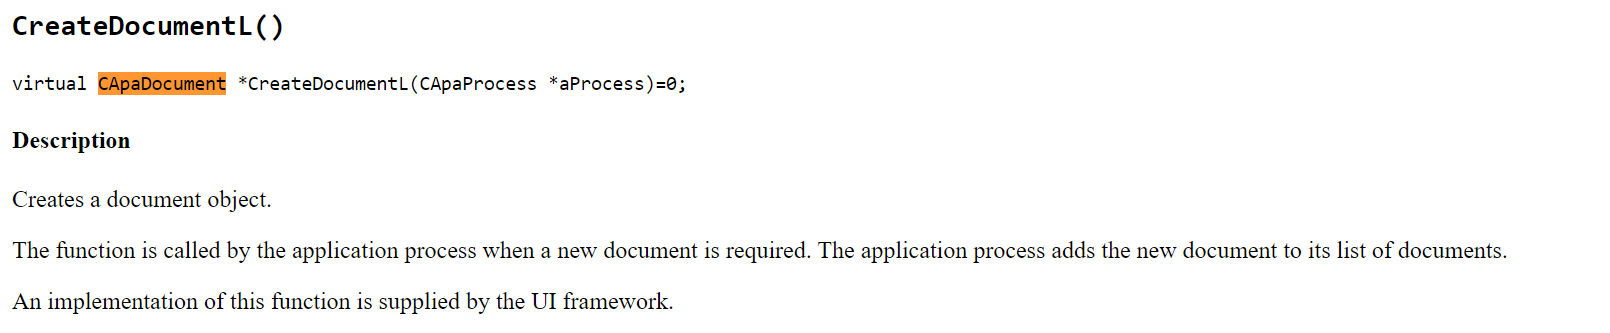 CreateDocumentL()
virtual CApaDocument *CreateDocumentL(CApaProcess *aProcess)=0;
Description
Creates a document object.
The function is called by the application process when a new document is required. The application process adds the new document to its list of documents.
An implementation of this function is supplied by the UI framework.